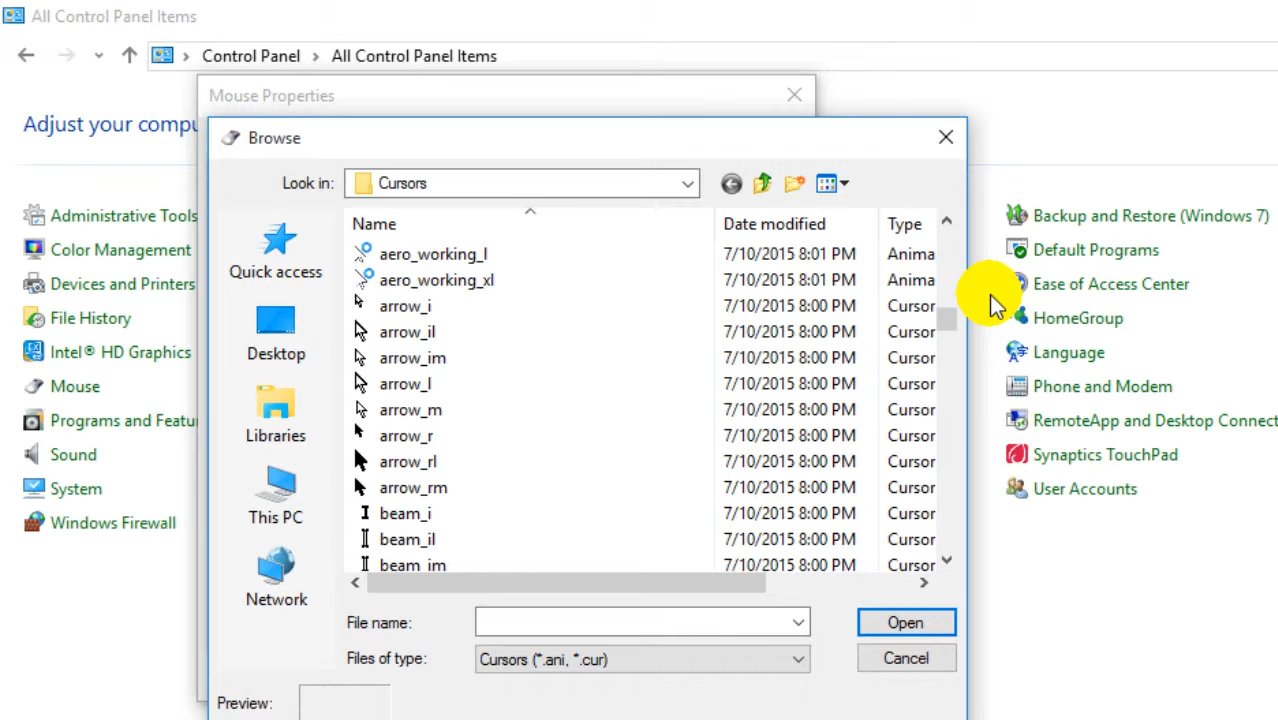 All Control Panel Items
Control Panel > All Control Panel Items
Mouse Properties
Adjust your compu
Browse
Look in: Cursors
Name Date modified Type
aero_working_l 7/10/2015 8:01 PM Anima
aero_working_xl 7/10/2015 8:01 PM Anima
arrow_i 7/10/2015 8:00 PM Cursor
arrow_il 7/10/2015 8:00 PM Cursor
arrow_im 7/10/2015 8:00 PM Cursor
arrow_l 7/10/2015 8:00 PM Cursor
arrow_m 7/10/2015 8:00 PM Cursor
arrow_r 7/10/2015 8:00 PM Cursor
arrow_rl 7/10/2015 8:00 PM Cursor
arrow_rm 7/10/2015 8:00 PM Cursor
beam_i 7/10/2015 8:00 PM Cursor
beam_il 7/10/2015 8:00 PM Cursor
beam_im 7/10/2015 8:00 PM Cursor
Quick access
Desktop
Libraries
This PC
Network
File name:
Open
Files of type: Cursors (*.ani, *.cur)
Cancel
Preview:
Administrative Tools
Color Management
Devices and Printers
File History
Intel® HD Graphics
Mouse
Programs and Featu
Sound
System
Windows Firewall
Backup and Restore (Windows 7)
Default Programs
Ease of Access Center
HomeGroup
Language
Phone and Modem
RemoteApp and Desktop Connect
Synaptics TouchPad
User Accounts